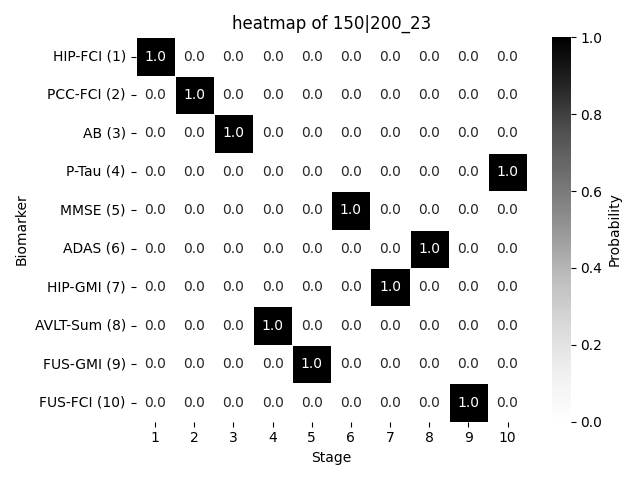 heatmap of 150|200_23
HIP-FCI (1) 1.0 0.0 0.0 0.0 0.0 0.0 0.0 0.0 0.0 0.0
PCC-FCI (2) 0.0 1.0 0.0 0.0 0.0 0.0 0.0 0.0 0.0 0.0
AB (3) 0.0 0.0 1.0 0.0 0.0 0.0 0.0 0.0 0.0 0.0
P-Tau (4) 0.0 0.0 0.0 0.0 0.0 0.0 0.0 0.0 0.0 1.0
MMSE (5) 0.0 0.0 0.0 0.0 0.0 1.0 0.0 0.0 0.0 0.0
ADAS (6) 0.0 0.0 0.0 0.0 0.0 0.0 0.0 1.0 0.0 0.0
HIP-GMI (7) 0.0 0.0 0.0 0.0 0.0 0.0 1.0 0.0 0.0 0.0
AVLT-Sum (8) 0.0 0.0 0.0 1.0 0.0 0.0 0.0 0.0 0.0 0.0
FUS-GMI (9) 0.0 0.0 0.0 0.0 1.0 0.0 0.0 0.0 0.0 0.0
FUS-FCI (10) 0.0 0.0 0.0 0.0 0.0 0.0 0.0 0.0 1.0 0.0
1 2 3 4 5 6 7 8 9 10
Stage
Biomarker
1.0
0.8
0.6
0.4
0.2
0.0
Probability